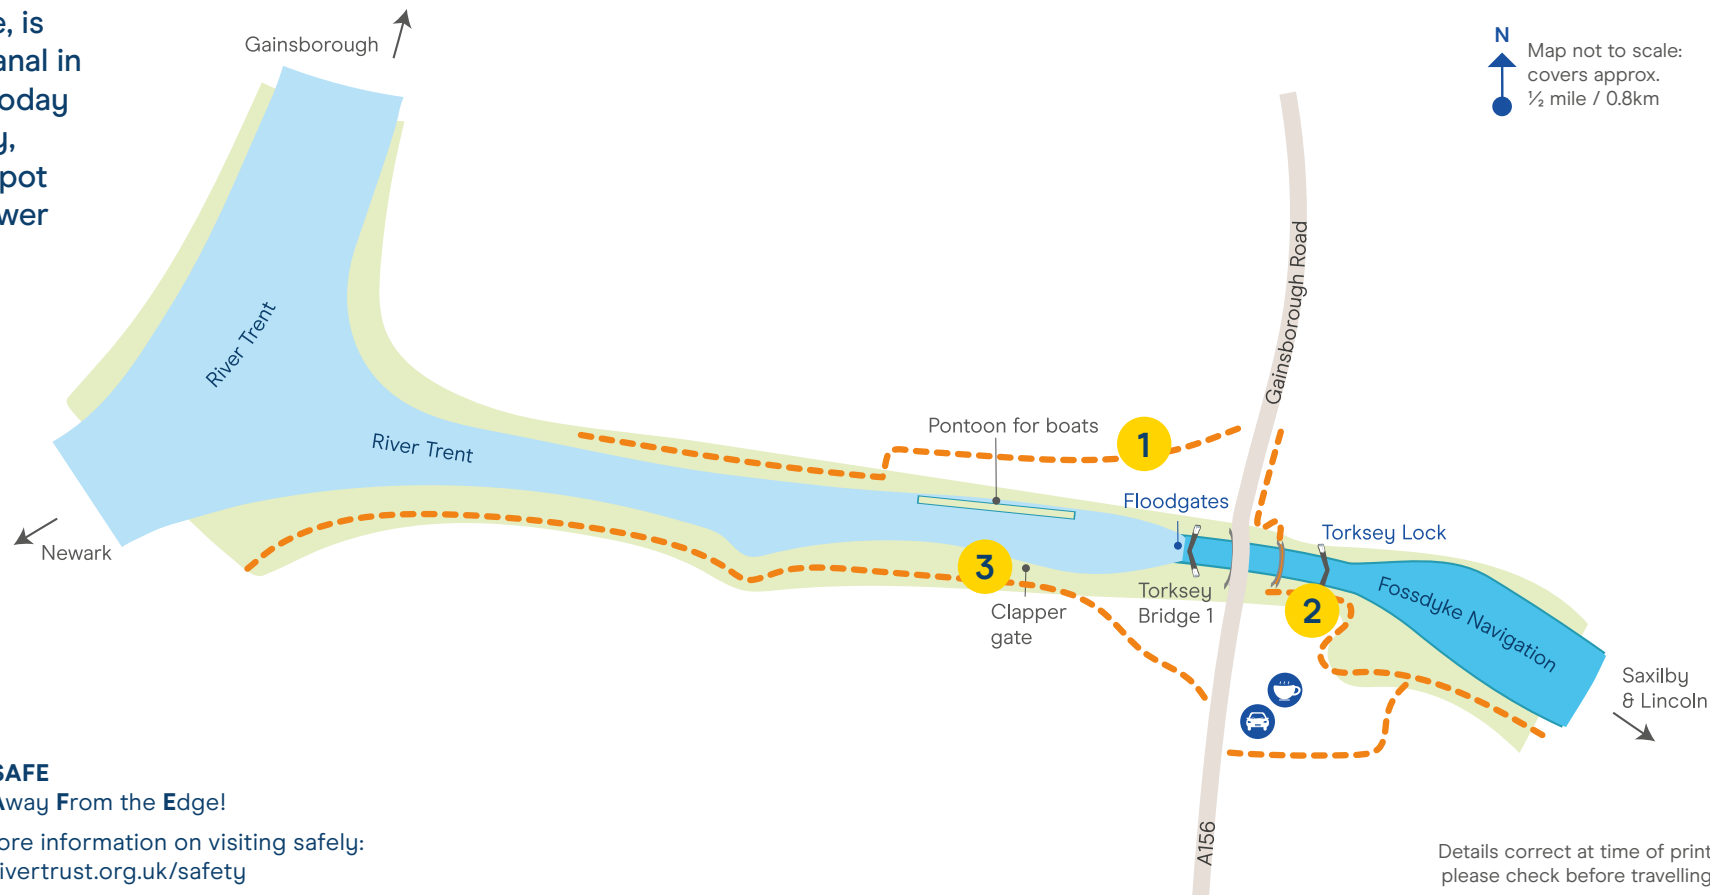 e, is
anal in
oday
y,
pot
wer
Gainsborough
N
Map not to scale:
covers approx.
½ mile / 0.8km
Gainsborough Road
River Trent
River Trent
Pontoon for boats
1
Floodgates
Torksey Lock
Newark
3
Clapper
gate
Torksey
Bridge 1
2
Fossdyke Navigation
Saxilby
& Lincoln
A156
SAFE
Away From the Edge!
ore information on visiting safely:
ivertrust.org.uk/safety
Details correct at time of print
please check before travelling